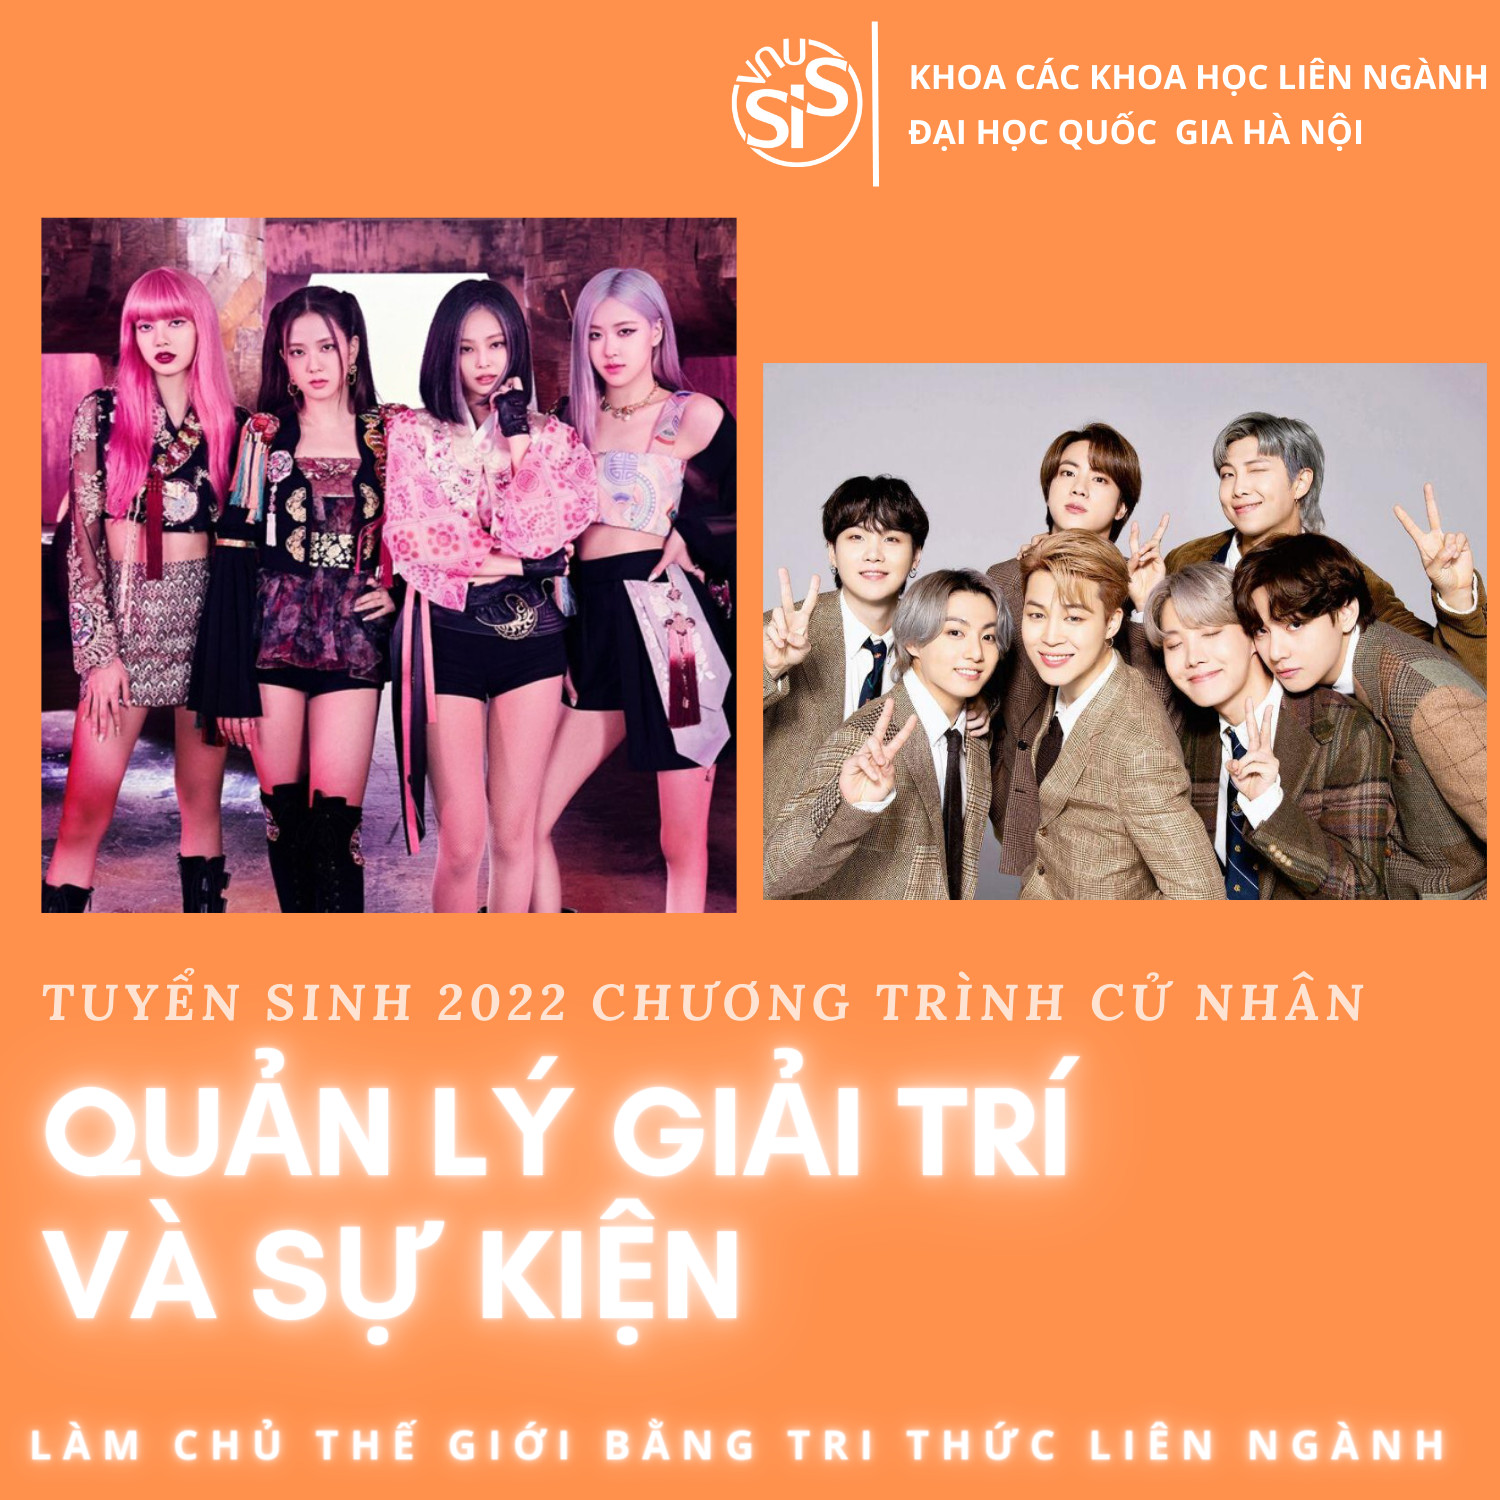 VNU
SiS
KHOA CÁC KHOA HỌC LIÊN NGÀNH
ĐẠI HỌC QUỐC GIA HÀ NỘI
TUYỂN SINH 2022 CHƯƠNG TRÌNH CỬ NHÂN
QUẢN LÝ GIẢI TRÍ
VÀ SỰ KIỆN
LÀM CHỦ THẾ GIỚI BẰNG TRI THỨC LIÊN NGÀNH